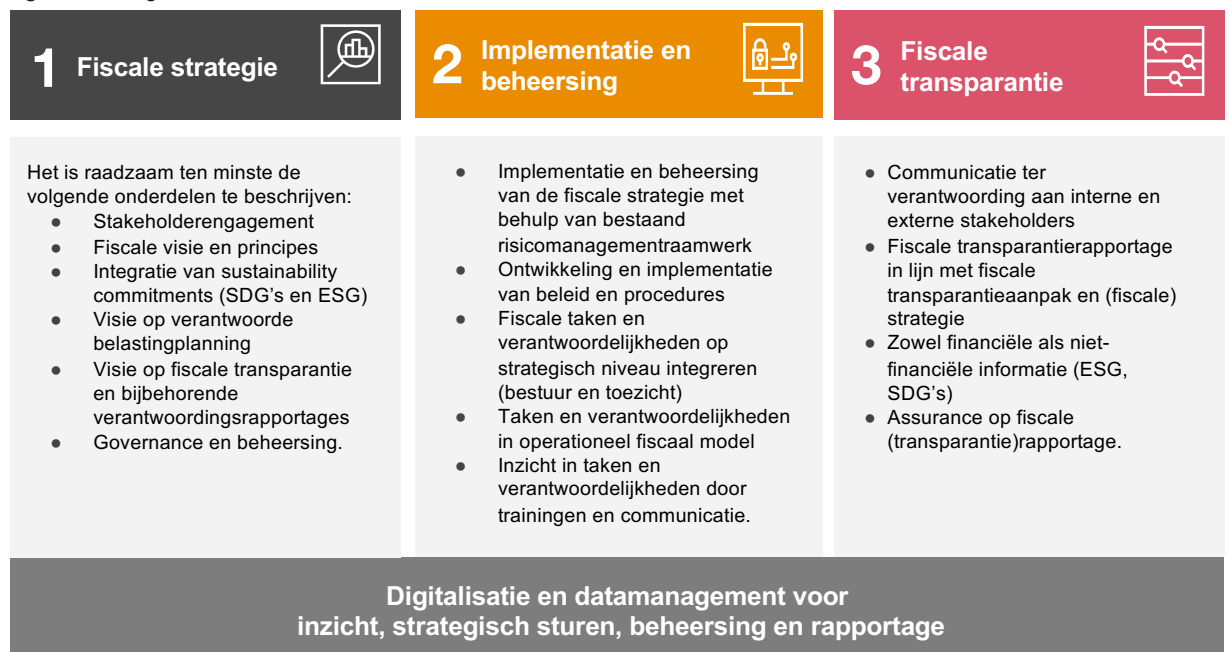 1 Fiscale strategie
Het is raadzaam ten minste de
volgende onderdelen te beschrijven:
● Stakeholderengagement
● Fiscale visie en principes
● Integratie van sustainability
commitments (SDG's en ESG)
● Visie op verantwoorde
belastingplanning
● Visie op fiscale transparantie
en bijbehorende
verantwoordingsrapportages
● Governance en beheersing.
2 Implementatie en
beheersing
● Implementatie en beheersing
van de fiscale strategie met
behulp van bestaand
risicomanagementraamwerk
● Ontwikkeling en implementatie
van beleid en procedures
● Fiscale taken en
verantwoordelijkheden op
strategisch niveau integreren
(bestuur en toezicht)
● Taken en verantwoordelijkheden
in operationeel fiscaal model
● Inzicht in taken en
verantwoordelijkheden door
trainingen en communicatie.
3 Fiscale
transparantie
● Communicatie ter
verantwoording aan interne en
externe stakeholders
● Fiscale transparantierapportage
in lijn met fiscale
transparantieaanpak en (fiscale)
strategie
● Zowel financiële als niet-
financiële informatie (ESG,
SDG's)
● Assurance op fiscale
(transparantie)rapportage.
Digitalisatie en datamanagement voor
inzicht, strategisch sturen, beheersing en rapportage